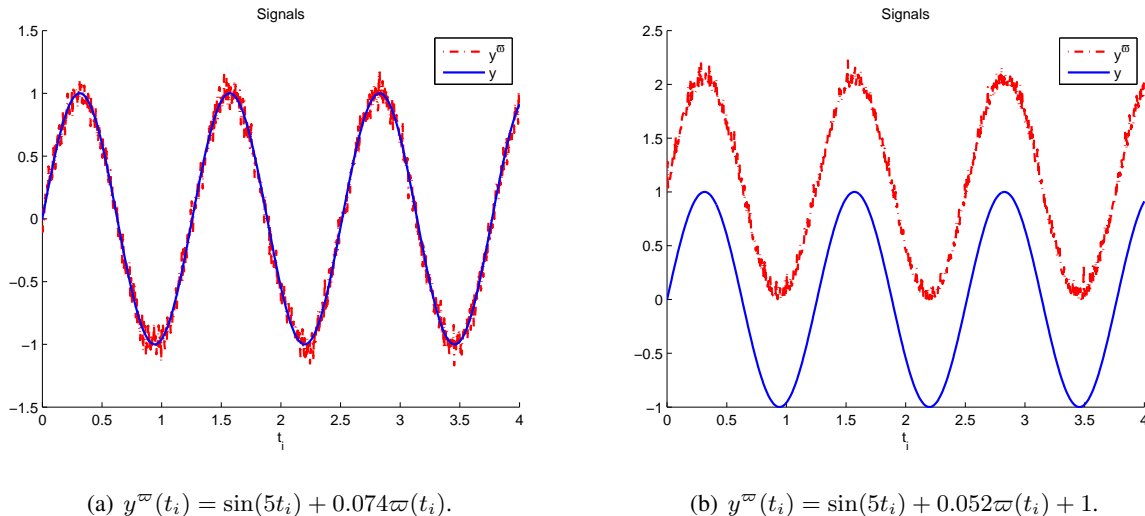 Signals
1.5
1
0.5
0
−0.5
−1
−1.5
0 0.5 1 1.5 2 2.5 3 3.5 4
t_i
y^ϖ
y
(a) y^ϖ(t_i) = sin(5t_i) + 0.074ϖ(t_i).
Signals
2.5
2
1.5
1
0.5
0
−0.5
−1
0 0.5 1 1.5 2 2.5 3 3.5 4
t_i
y^ϖ
y
(b) y^ϖ(t_i) = sin(5t_i) + 0.052ϖ(t_i) + 1.